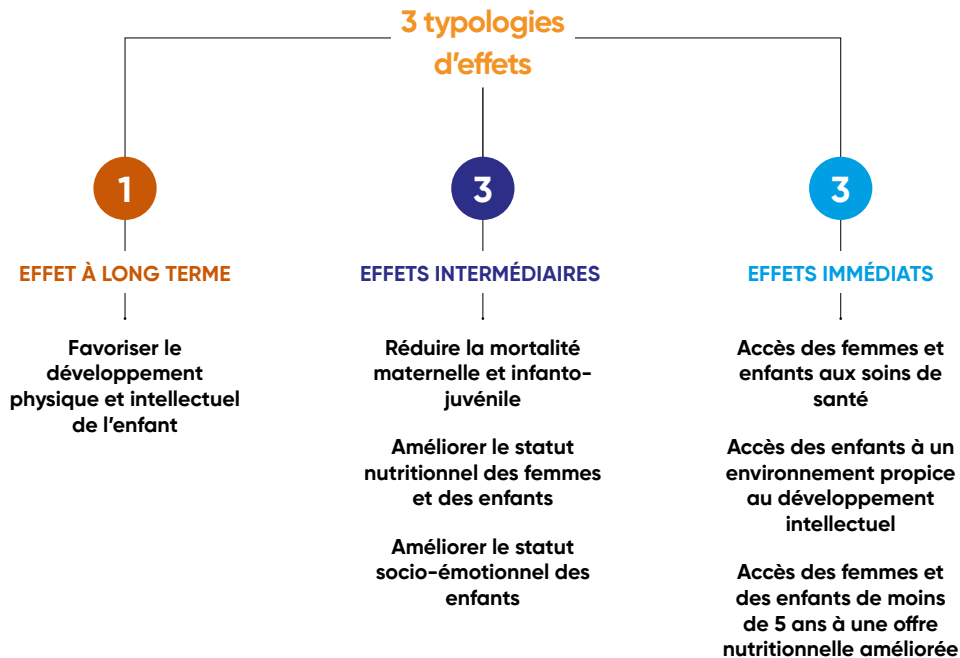 3 typologies
d'effets
1
EFFET À LONG TERME
Favoriser le
développement
physique et intellectuel
de l'enfant
3
EFFETS INTERMÉDIAIRES
Réduire la mortalité
maternelle et infanto-
juvénile
Améliorer le statut
nutritionnel des femmes
et des enfants
Améliorer le statut
socio-émotionnel des
enfants
3
EFFETS IMMÉDIATS
Accès des femmes et
enfants aux soins de
santé
Accès des enfants à un
environnement propice
au développement
intellectuel
Accès des femmes et
des enfants de moins
de 5 ans à une offre
nutritionnelle améliorée